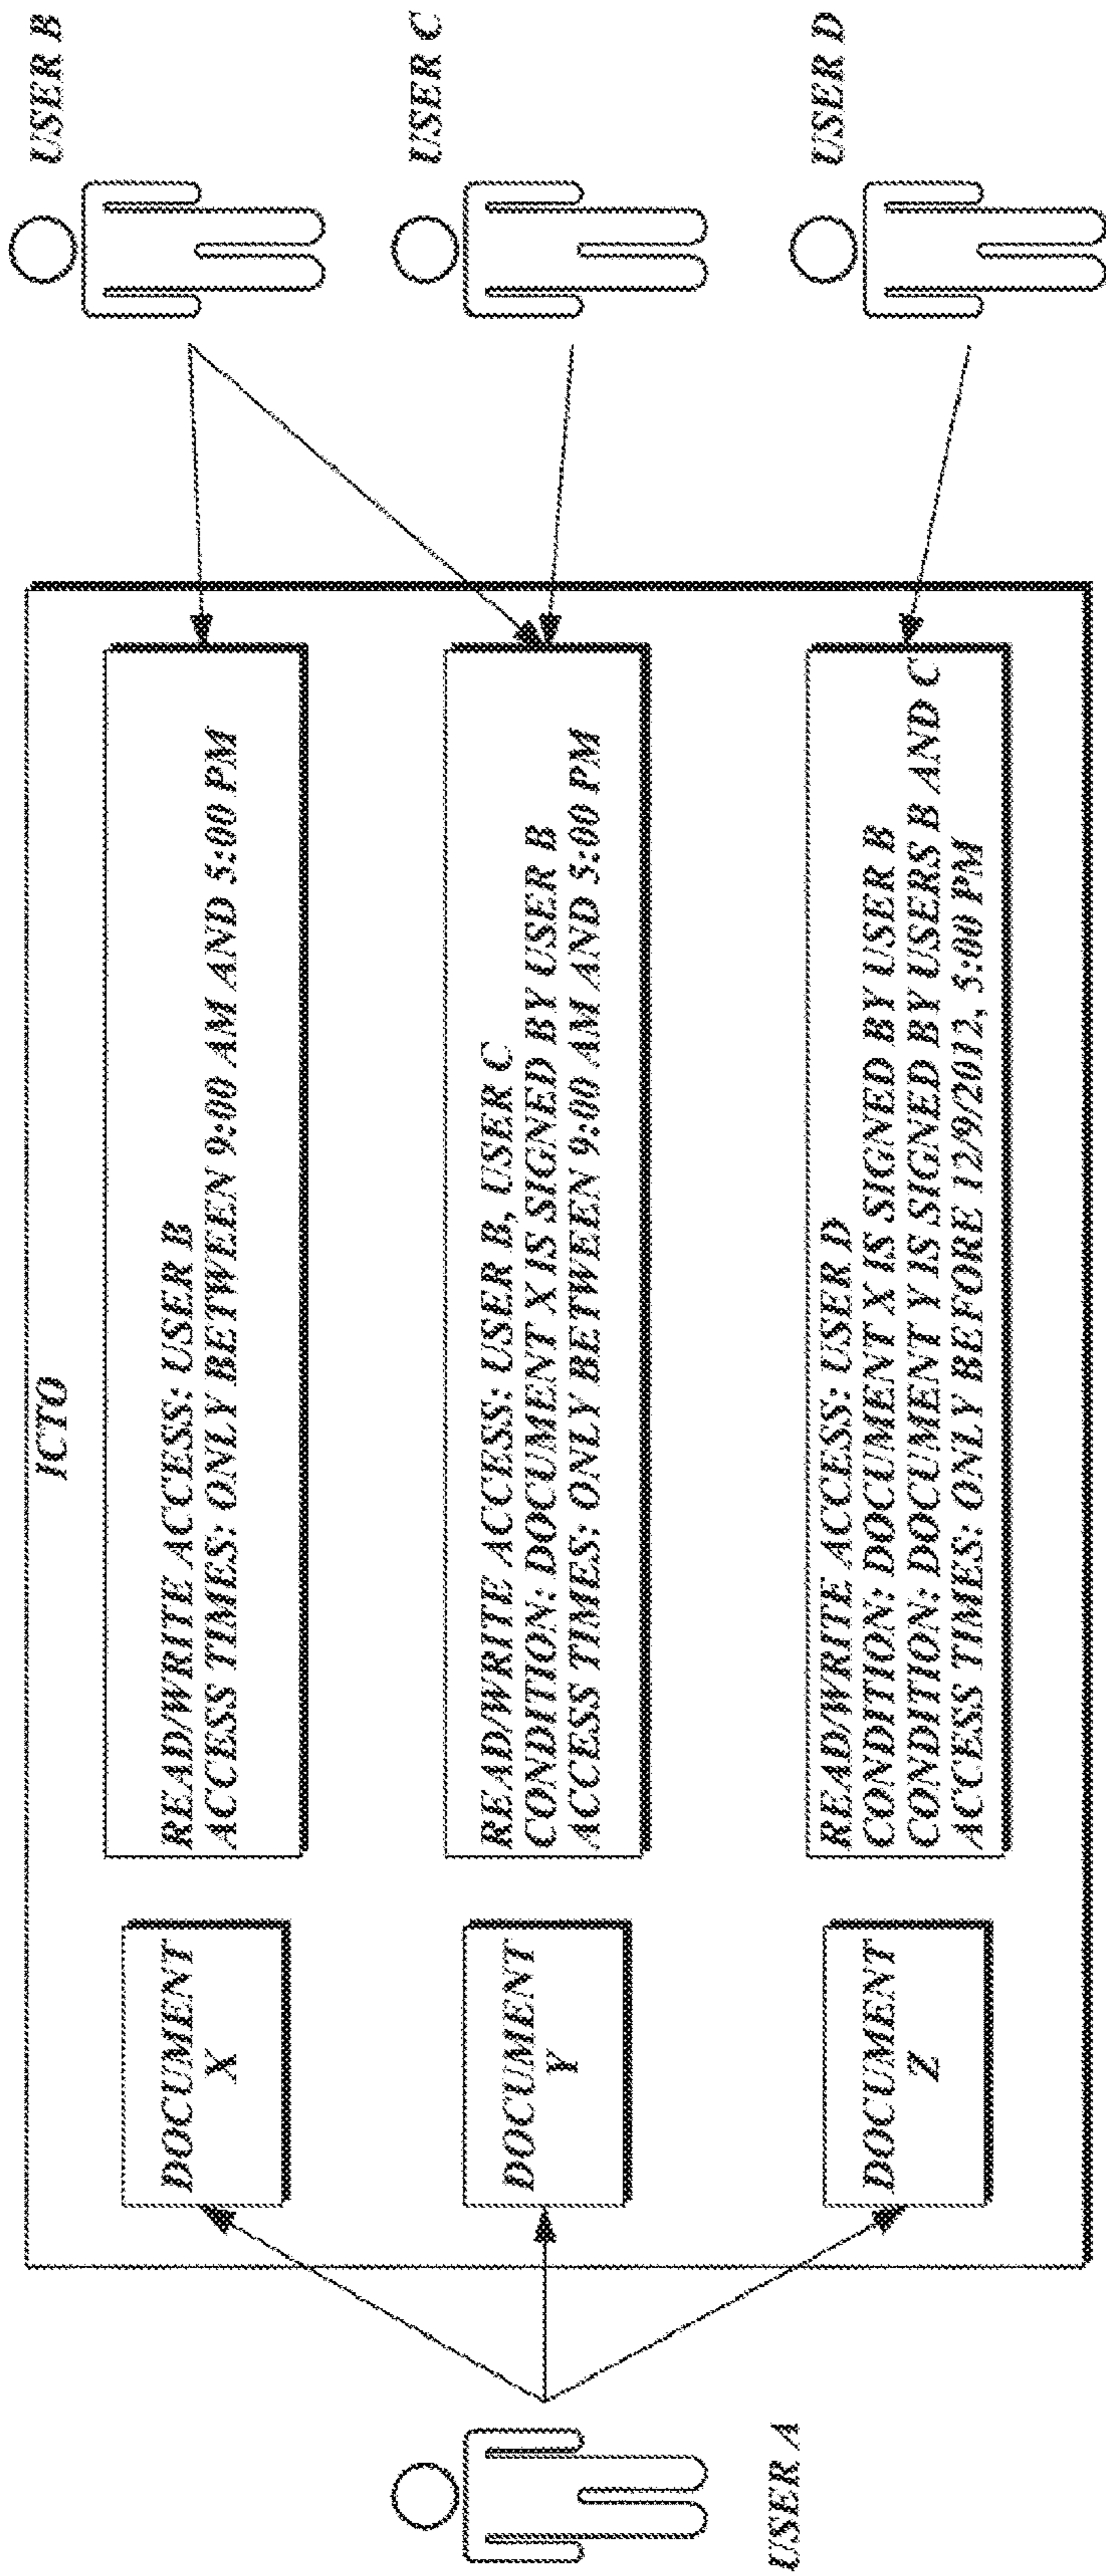 ICTO
USER A
DOCUMENT
X
READ/WRITE ACCESS: USER B
ACCESS TIMES: ONLY BETWEEN 9:00 AM AND 5:00 PM
USER B
DOCUMENT
Y
READ/WRITE ACCESS: USER B, USER C
CONDITION: DOCUMENT X IS SIGNED BY USER B
ACCESS TIMES: ONLY BETWEEN 9:00 AM AND 5:00 PM
USER C
DOCUMENT
Z
READ/WRITE ACCESS: USER D
CONDITION: DOCUMENT X IS SIGNED BY USER B
CONDITION: DOCUMENT Y IS SIGNED BY USERS B AND C
ACCESS TIMES: ONLY BEFORE 12/9/2012, 5:00 PM
USER D